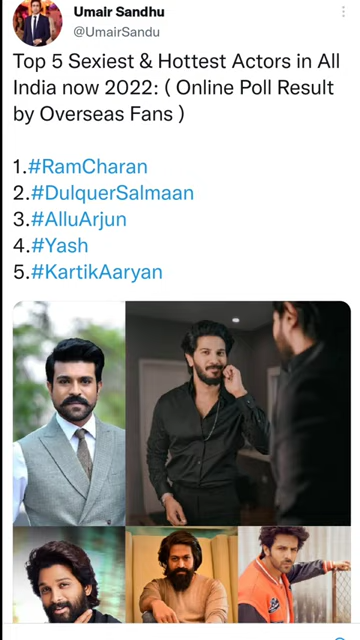 Umair Sandhu
@UmairSandu
Top 5 Sexiest & Hottest Actors in All
India now 2022: ( Online Poll Result
by Overseas Fans )
1.#RamCharan
2.#DulquerSalmaan
3.#AlluArjun
4.#Yash
5.#KartikAaryan